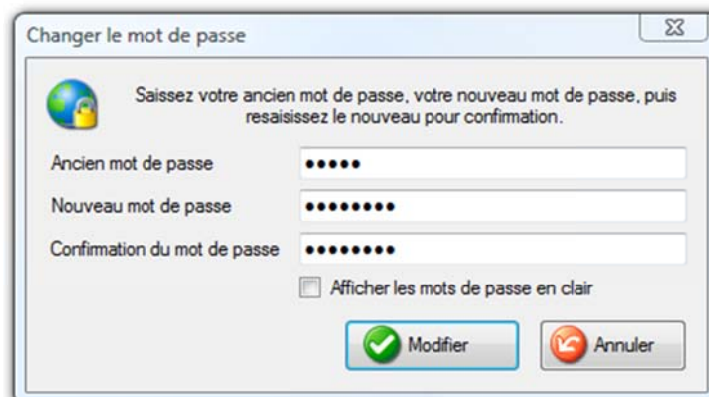 Changer le mot de passe
Saissez votre ancien mot de passe, votre nouveau mot de passe, puis
resaisissez le nouveau pour confirmation.
Ancien mot de passe •••••
Nouveau mot de passe ••••••••
Confirmation du mot de passe ••••••••
Afficher les mots de passe en clair
Modifier Annuler